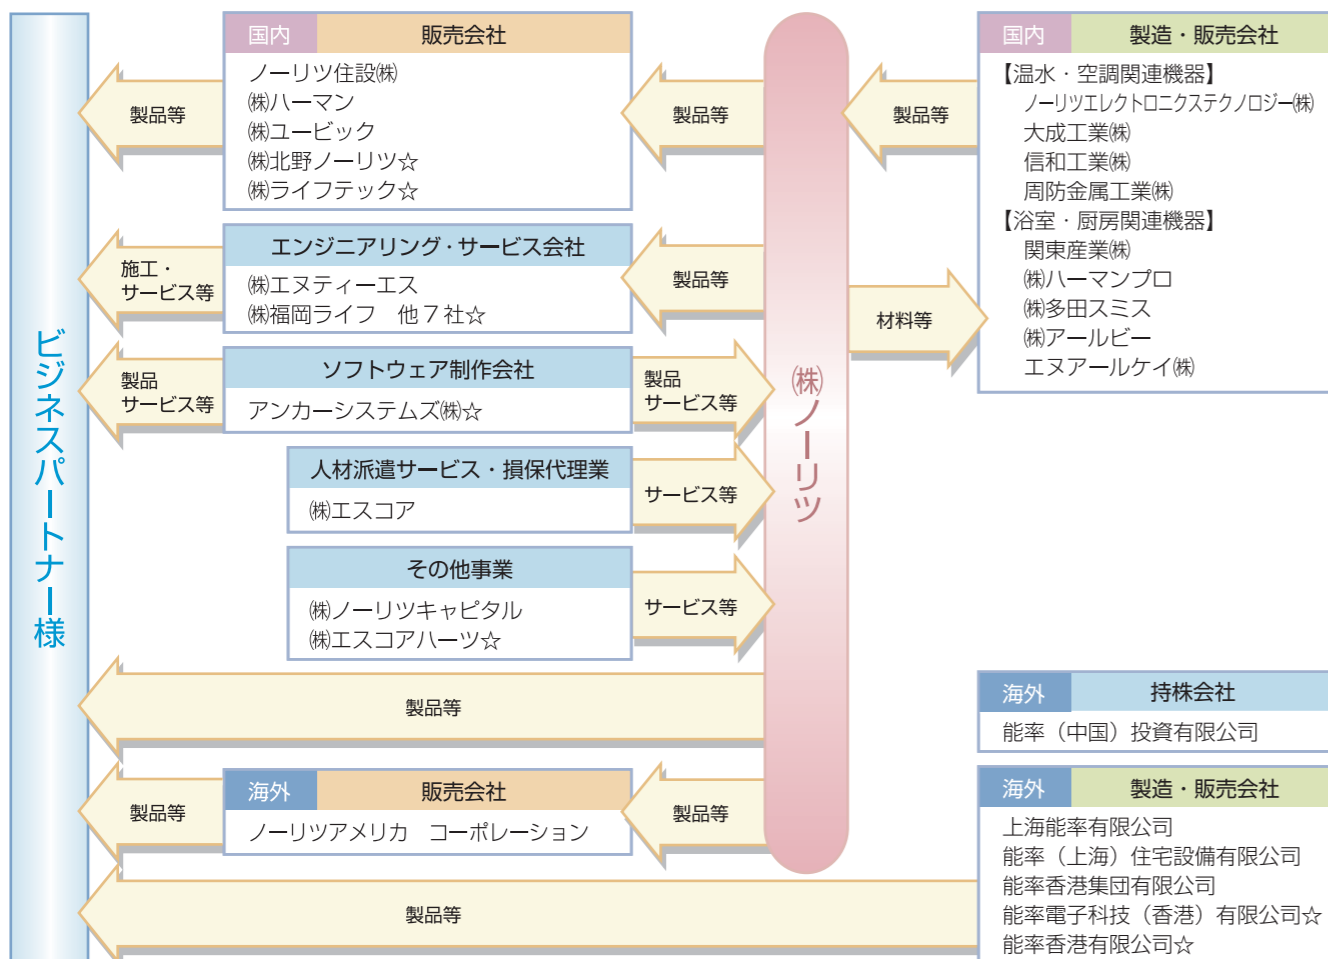 ビジネスパートナー様
製品等
国内 販売会社
ノーリツ住設㈱
㈱ハーマン
㈱ユービック
㈱北野ノーリツ☆
㈱ライフテック☆
製品等
㈱ノーリツ
製品等
国内 製造・販売会社
【温水・空調関連機器】
ノーリツエレクトロニクステクノロジー㈱
大成工業㈱
信和工業㈱
周防金属工業㈱
【浴室・厨房関連機器】
関東産業㈱
㈱ハーマンプロ
㈱多田スミス
㈱アールビー
エヌアールケイ㈱
材料等
施工・
サービス等
エンジニアリング・サービス会社
㈱エヌティーエス
㈱福岡ライフ　他７社☆
製品等
製品
サービス等
ソフトウェア制作会社
アンカーシステムズ㈱☆
製品
サービス等
人材派遣サービス・損保代理業
㈱エスコア
サービス等
その他事業
㈱ノーリツキャピタル
㈱エスコアハーツ☆
サービス等
製品等
海外 持株会社
能率（中国）投資有限公司
製品等
海外 販売会社
ノーリツアメリカ　コーポレーション
製品等
海外 製造・販売会社
上海能率有限公司
能率（上海）住宅設備有限公司
能率香港集団有限公司
能率電子科技（香港）有限公司☆
能率香港有限公司☆
製品等